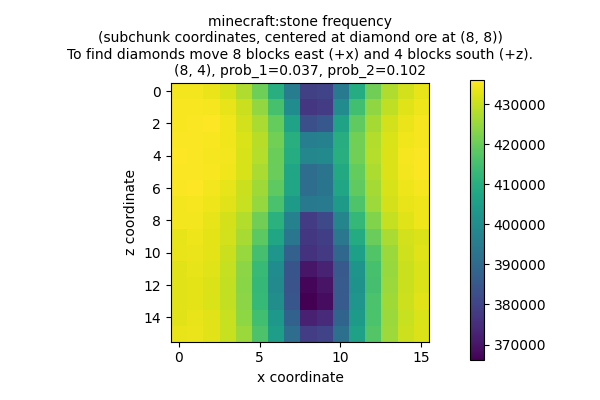 minecraft:stone frequency
(subchunk coordinates, centered at diamond ore at (8, 8))
To find diamonds move 8 blocks east (+x) and 4 blocks south (+z).
(8, 4), prob_1=0.037, prob_2=0.102
0
2
4
6
8
10
12
14
z coordinate
0 5 10 15
x coordinate
430000
420000
410000
400000
390000
380000
370000